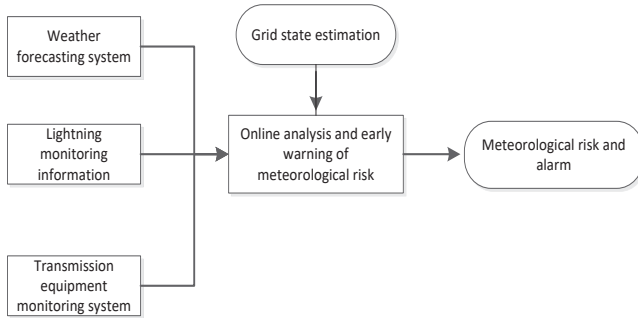 Weather
forecasting system
Grid state estimation
Lightning
monitoring
information
Online analysis and early
warning of
meteorological risk
Meteorological risk and
alarm
Transmission
equipment
monitoring system